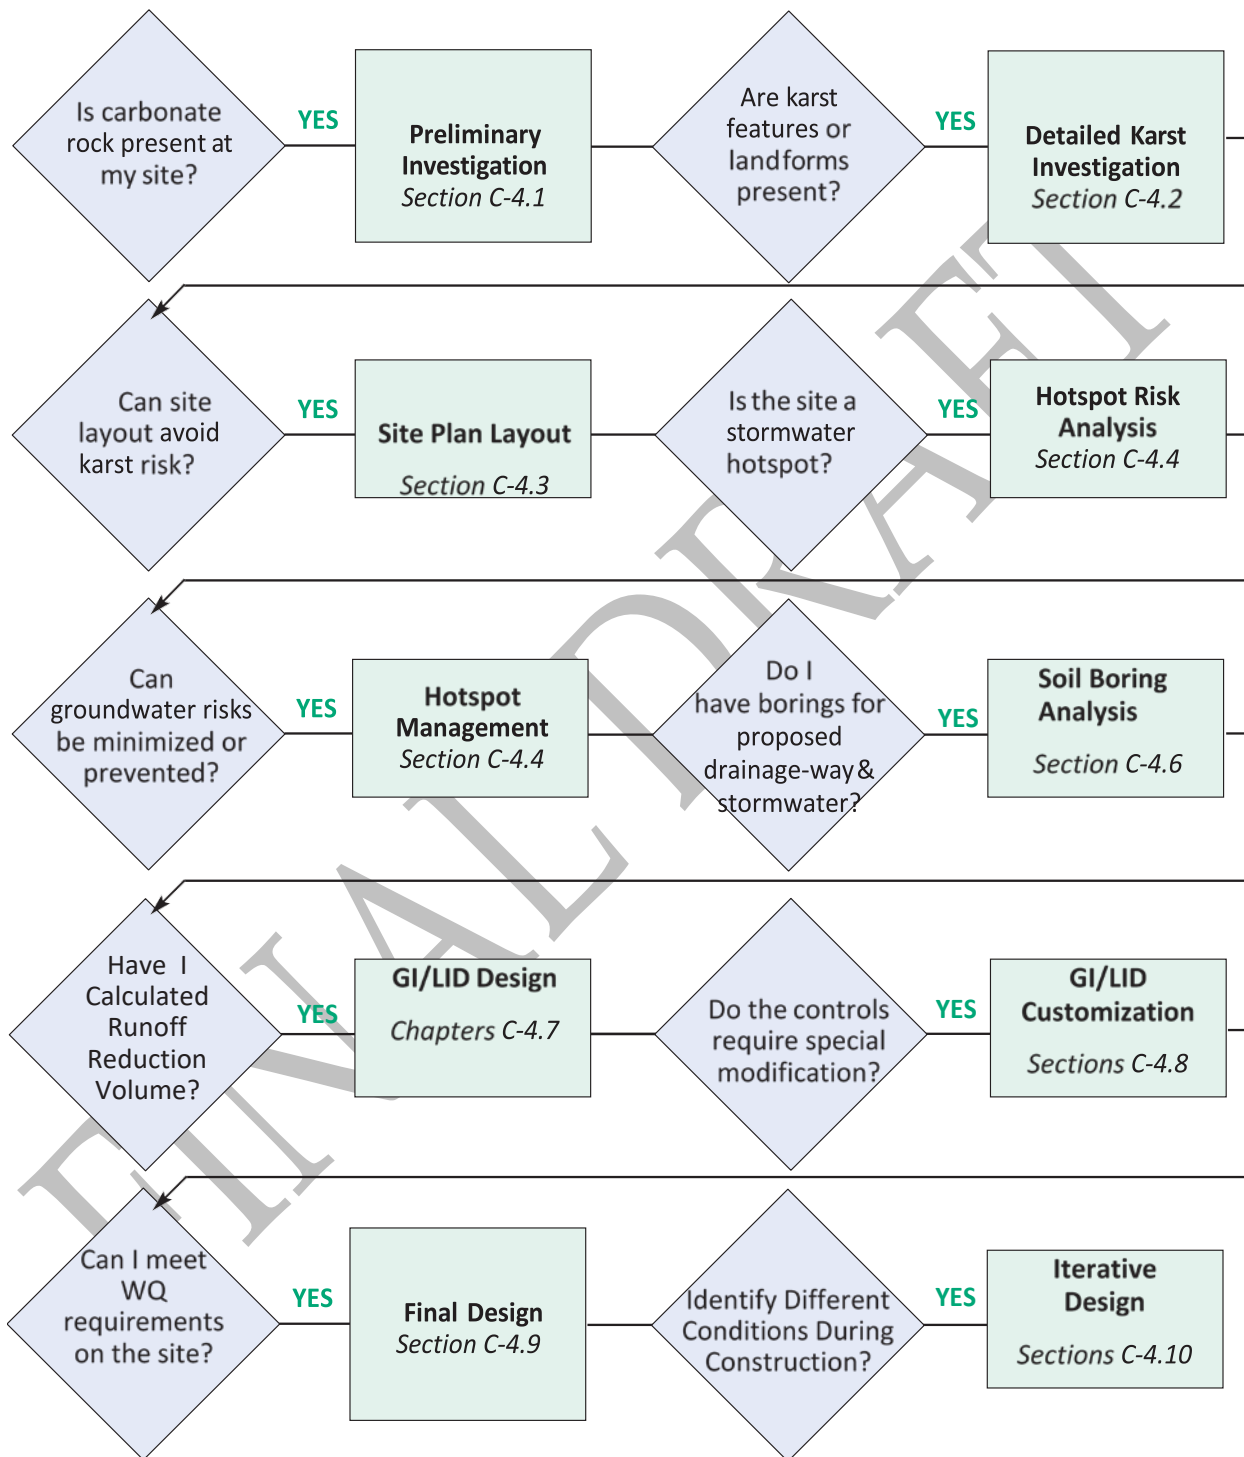 Is carbonate
rock present at
my site?
YES
Preliminary
Investigation
Section C-4.1
Are karst
features or
landforms
present?
YES
Detailed Karst
Investigation
Section C-4.2
Can site
layout avoid
karst risk?
YES
Site Plan Layout
Section C-4.3
Is the site a
stormwater
hotspot?
YES
Hotspot Risk
Analysis
Section C-4.4
Can
groundwater risks
be minimized or
prevented?
YES
Hotspot
Management
Section C-4.4
Do I
have borings for
proposed
drainage-way &
stormwater?
YES
Soil Boring
Analysis
Section C-4.6
Have I
Calculated
Runoff
Reduction
Volume?
YES
GI/LID Design
Chapters C-4.7
Do the controls
require special
modification?
YES
GI/LID
Customization
Sections C-4.8
Can I meet
WQ
requirements
on the site?
YES
Final Design
Section C-4.9
Identify Different
Conditions During
Construction?
YES
Iterative
Design
Sections C-4.10
FINAL DRAFT